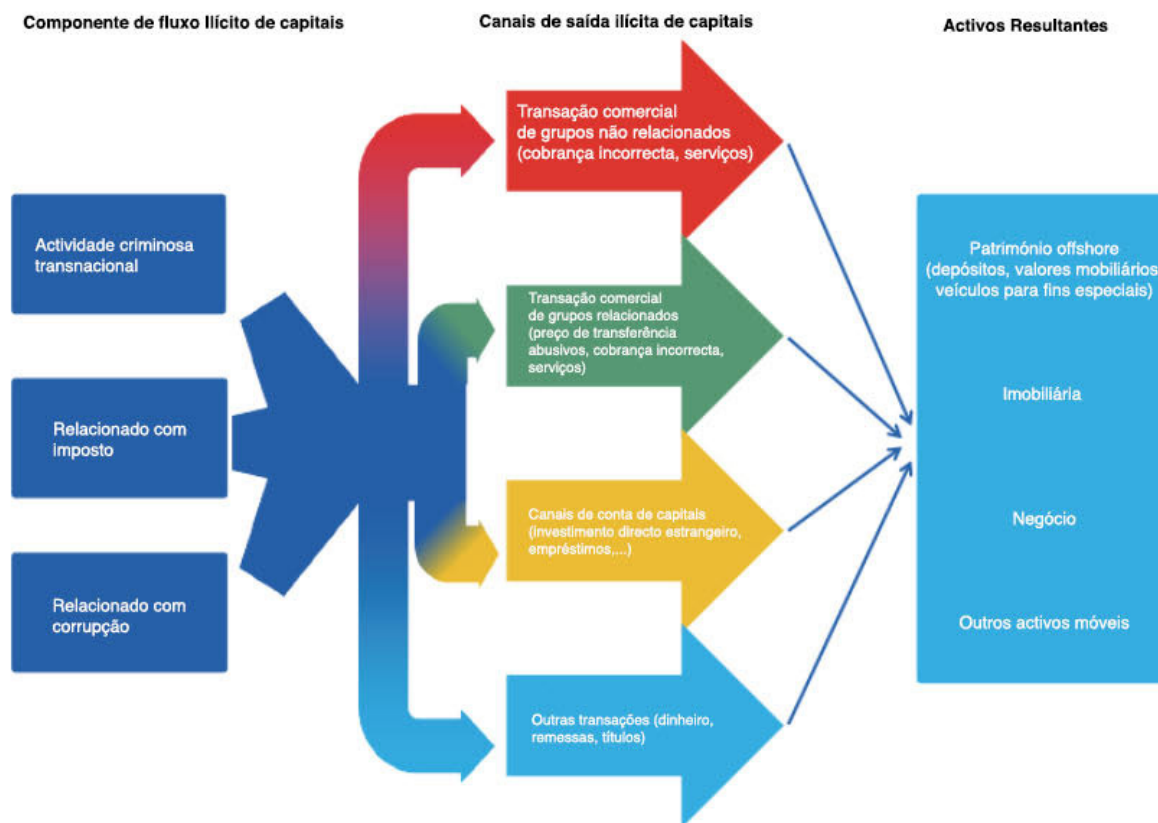 Componente de fluxo Ilícito de capitais
Canais de saída ilícita de capitais
Activos Resultantes
Actividade criminosa
transnacional
Relacionado com
imposto
Relacionado com
corrupção
Transação comercial
de grupos não relacionados
(cobrança incorrecta, serviços)
Transação comercial
de grupos relacionados
(preço de transferência
abusivos, cobrança incorrecta,
serviços)
Canais de conta de capitais
(investimento directo estrangeiro,
empréstimos,...)
Outras transações (dinheiro,
remessas, títulos)
Património offshore
(depósitos, valores mobiliários,
veículos para fins especiais)
Imobiliária
Negócio
Outros activos móveis